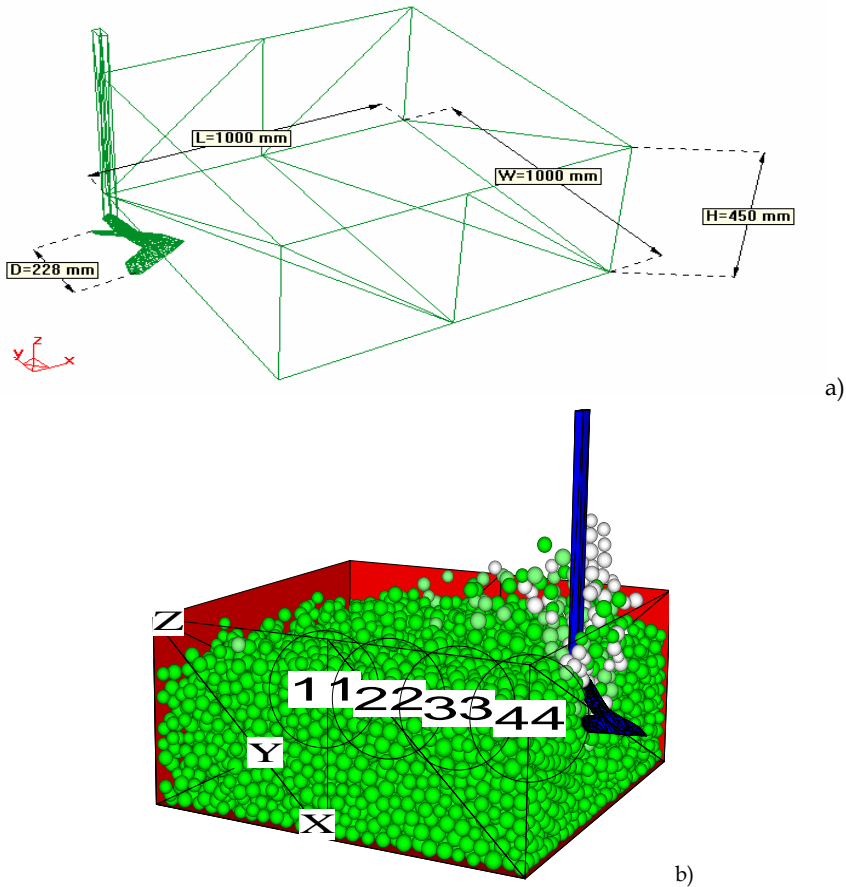 L=1000 mm
W=1000 mm
H=450 mm
D=228 mm
z
y
x
a)
Z
11
22
33
44
Y
X
b)